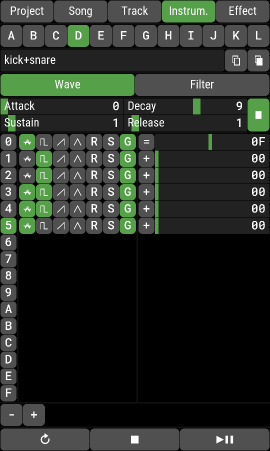 Project Song Track Instrum. Effect
A B C D E F G H I J K L
kick+snare
Wave Filter
Attack 0 Decay 9
Sustain 1 Release 1
0 R S G = 0F
1 R S G + 00
2 R S G + 00
3 R S G + 00
4 R S G + 00
5 R S G + 00
6
7
8
9
A
B
C
D
E
F
- +